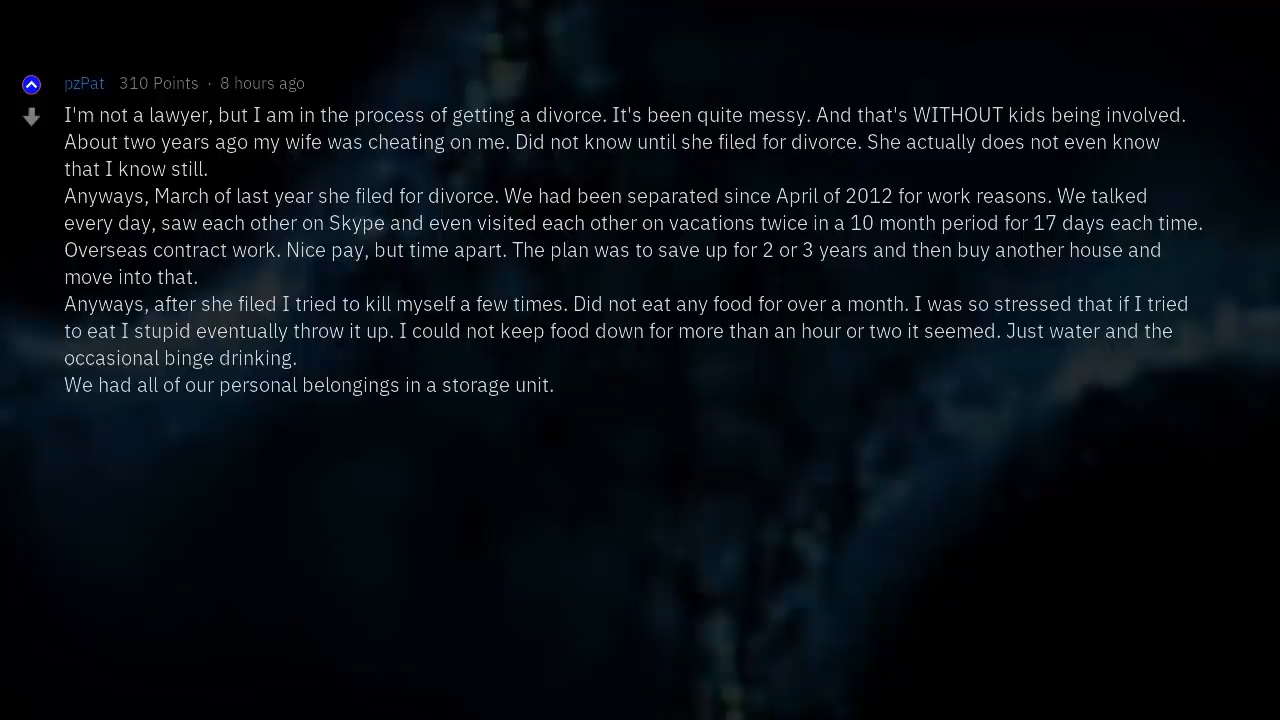 pzPat 310 Points · 8 hours ago
I'm not a lawyer, but I am in the process of getting a divorce. It's been quite messy. And that's WITHOUT kids being involved.
About two years ago my wife was cheating on me. Did not know until she filed for divorce. She actually does not even know
that I know still.
Anyways, March of last year she filed for divorce. We had been separated since April of 2012 for work reasons. We talked
every day, saw each other on Skype and even visited each other on vacations twice in a 10 month period for 17 days each time.
Overseas contract work. Nice pay, but time apart. The plan was to save up for 2 or 3 years and then buy another house and
move into that.
Anyways, after she filed I tried to kill myself a few times. Did not eat any food for over a month. I was so stressed that if I tried
to eat I stupid eventually throw it up. I could not keep food down for more than an hour or two it seemed. Just water and the
occasional binge drinking.
We had all of our personal belongings in a storage unit.